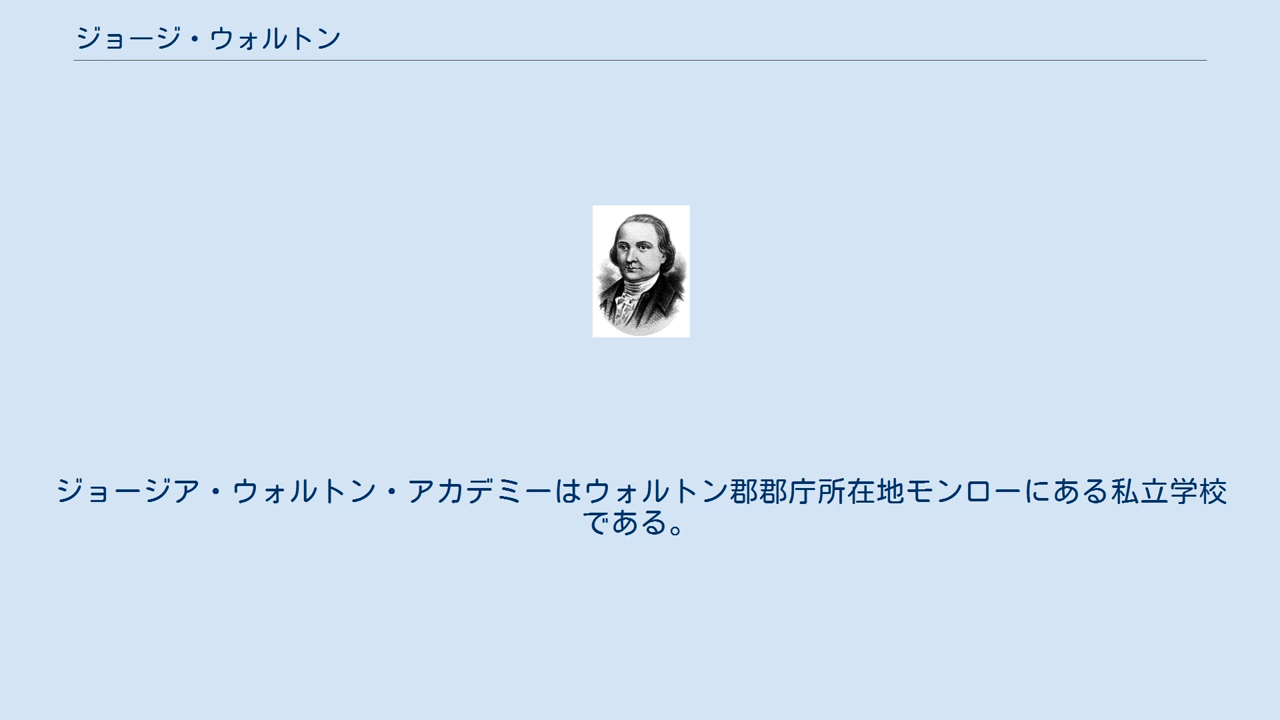 ジョージ・ウォルトン
ジョージア・ウォルトン・アカデミーはウォルトン郡郡庁所在地モンローにある私立学校
である。